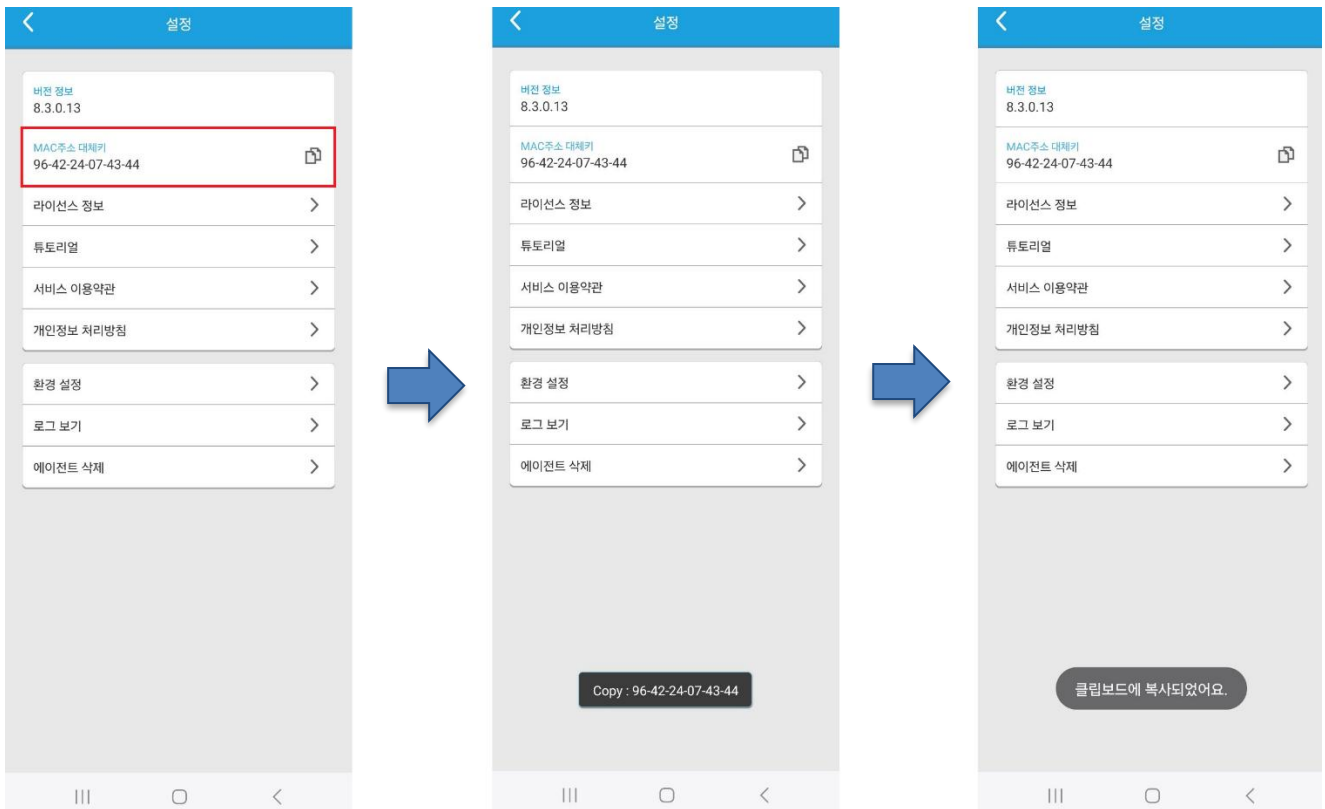 설정
버전 정보
8.3.0.13
MAC주소 대체키
96-42-24-07-43-44
라이선스 정보
튜토리얼
서비스 이용약관
개인정보 처리방침
환경 설정
로그 보기
에이전트 삭제
설정
버전 정보
8.3.0.13
MAC주소 대체키
96-42-24-07-43-44
라이선스 정보
튜토리얼
서비스 이용약관
개인정보 처리방침
환경 설정
로그 보기
에이전트 삭제
Copy : 96-42-24-07-43-44
설정
버전 정보
8.3.0.13
MAC주소 대체키
96-42-24-07-43-44
라이선스 정보
튜토리얼
서비스 이용약관
개인정보 처리방침
환경 설정
로그 보기
에이전트 삭제
클립보드에 복사되었어요.